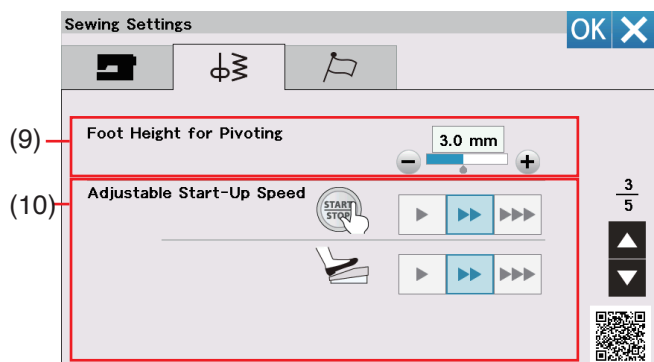 Sewing Settings
OK
(9)
Foot Height for Pivoting
3.0 mm
(10)
Adjustable Start-Up Speed
START
STOP
3
5